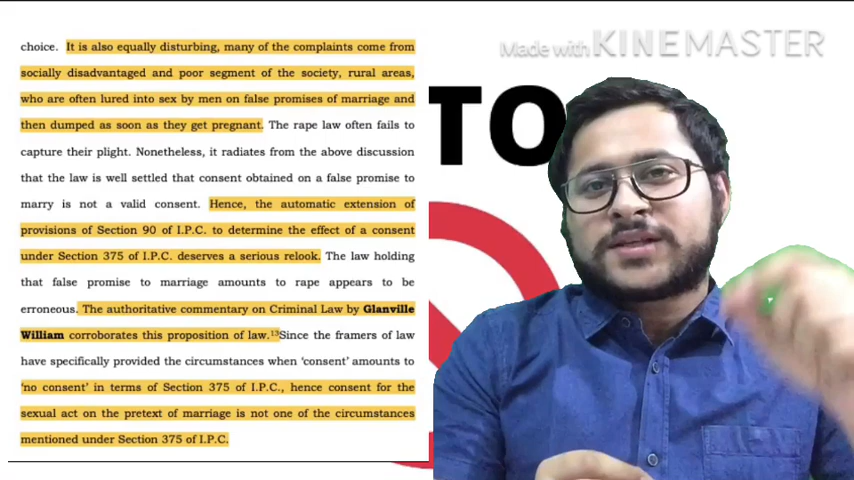 choice. It is also equally disturbing, many of the complaints come from
socially disadvantaged and poor segment of the society, rural areas,
who are often lured into sex by men on false promises of marriage and
then dumped as soon as they get pregnant. The rape law often fails to
capture their plight. Nonetheless, it radiates from the above discussion
that the law is well settled that consent obtained on a false promise to
marry is not a valid consent. Hence, the automatic extension of
provisions of Section 90 of I.P.C. to determine the effect of a consent
under Section 375 of I.P.C. deserves a serious relook. The law holding
that false promise to marriage amounts to rape appears to be
erroneous. The authoritative commentary on Criminal Law by Glanville
William corroborates this proposition of law.¹³Since the framers of law
have specifically provided the circumstances when ‘consent’ amounts to
‘no consent’ in terms of Section 375 of I.P.C., hence consent for the
sexual act on the pretext of marriage is not one of the circumstances
mentioned under Section 375 of I.P.C.
Made with KINEMASTER
TO